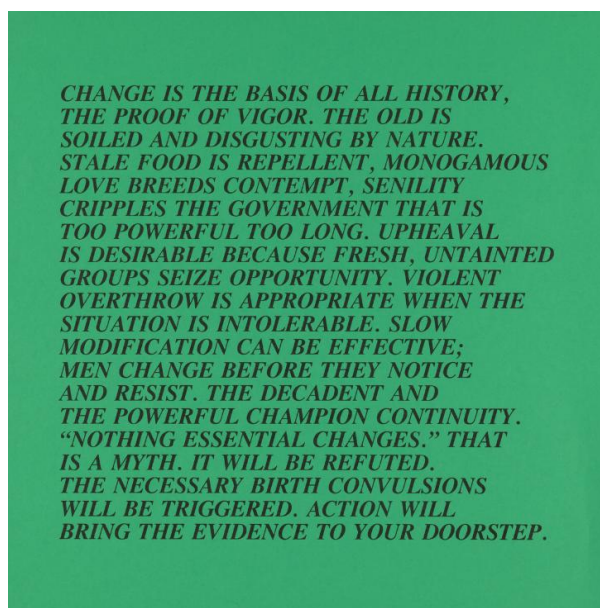 CHANGE IS THE BASIS OF ALL HISTORY,
THE PROOF OF VIGOR. THE OLD IS
SOILED AND DISGUSTING BY NATURE.
STALE FOOD IS REPELLENT, MONOGAMOUS
LOVE BREEDS CONTEMPT, SENILITY
CRIPPLES THE GOVERNMENT THAT IS
TOO POWERFUL TOO LONG. UPHEAVAL
IS DESIRABLE BECAUSE FRESH, UNTAINTED
GROUPS SEIZE OPPORTUNITY. VIOLENT
OVERTHROW IS APPROPRIATE WHEN THE
SITUATION IS INTOLERABLE. SLOW
MODIFICATION CAN BE EFFECTIVE;
MEN CHANGE BEFORE THEY NOTICE
AND RESIST. THE DECADENT AND
THE POWERFUL CHAMPION CONTINUITY.
“NOTHING ESSENTIAL CHANGES.” THAT
IS A MYTH. IT WILL BE REFUTED.
THE NECESSARY BIRTH CONVULSIONS
WILL BE TRIGGERED. ACTION WILL
BRING THE EVIDENCE TO YOUR DOORSTEP.